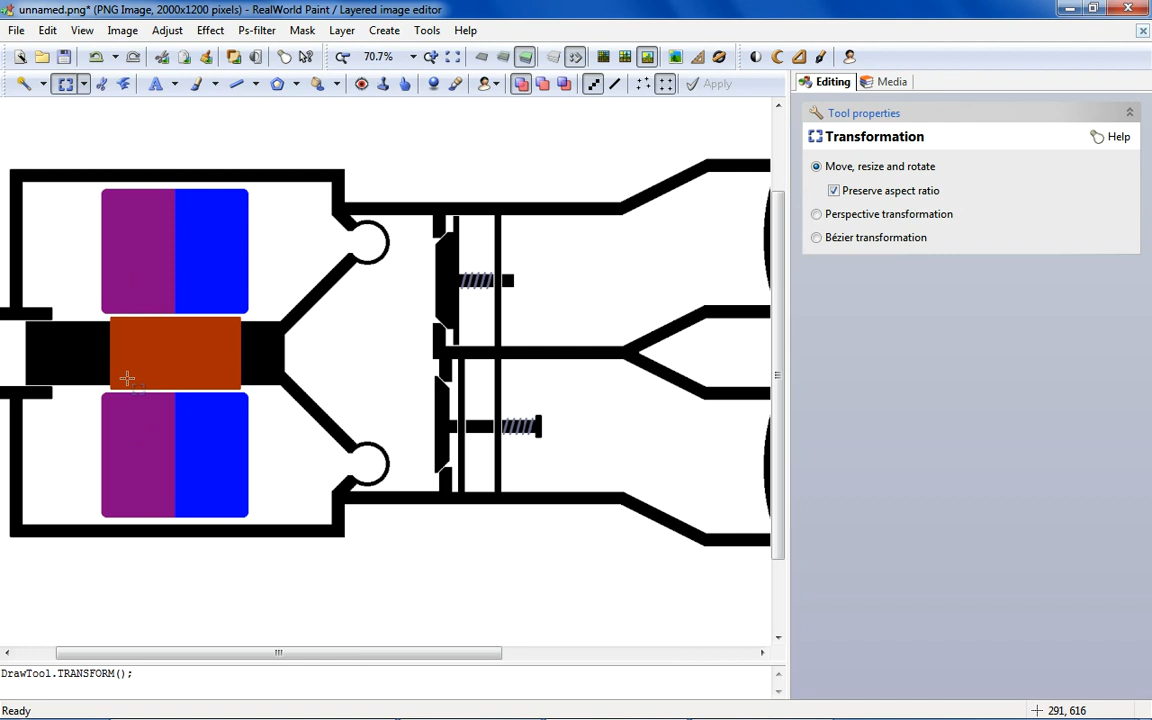 unnamed.png* (PNG Image, 2000x1200 pixels) - RealWorld Paint / Layered image editor
File Edit View Image Adjust Effect Ps-filter Mask Layer Create Tools Help
70.7%
Apply
Editing Media
Tool properties
Transformation Help
Move, resize and rotate
Preserve aspect ratio
Perspective transformation
Bézier transformation
DrawTool.TRANSFORM();
Ready 291, 616